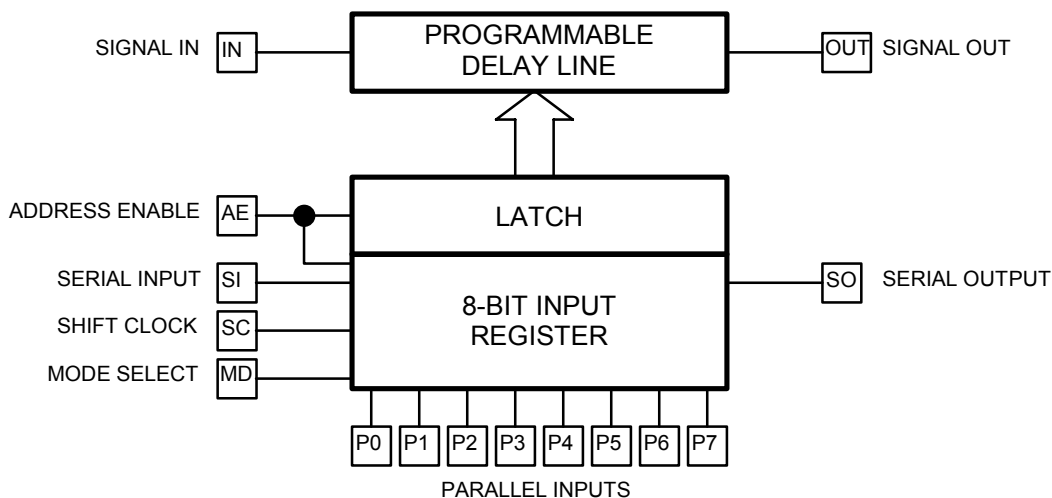 PROGRAMMABLE
DELAY LINE
SIGNAL IN
IN
OUT
SIGNAL OUT
ADDRESS ENABLE
AE
LATCH
SERIAL INPUT
SI
SO
SERIAL OUTPUT
8-BIT INPUT
REGISTER
SHIFT CLOCK
SC
MODE SELECT
MD
P0 P1 P2 P3 P4 P5 P6 P7
PARALLEL INPUTS